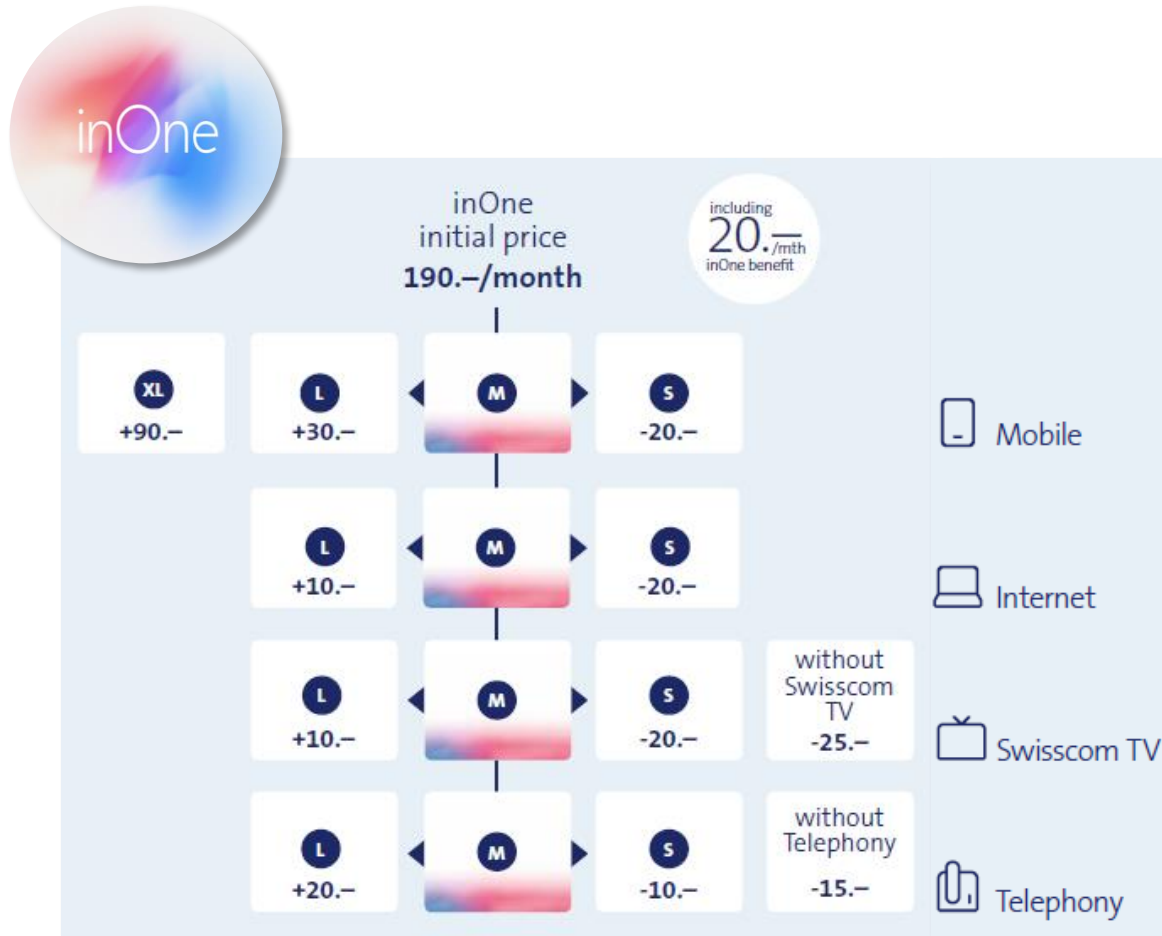 inOne
inOne
initial price
190.–/month
including
20.–/mth
inOne benefit
XL
+90.–
L
+30.–
M
S
-20.–
Mobile
L
+10.–
M
S
-20.–
Internet
L
+10.–
M
S
-20.–
without
Swisscom
TV
-25.–
Swisscom TV
L
+20.–
M
S
-10.–
without
Telephony
-15.–
Telephony